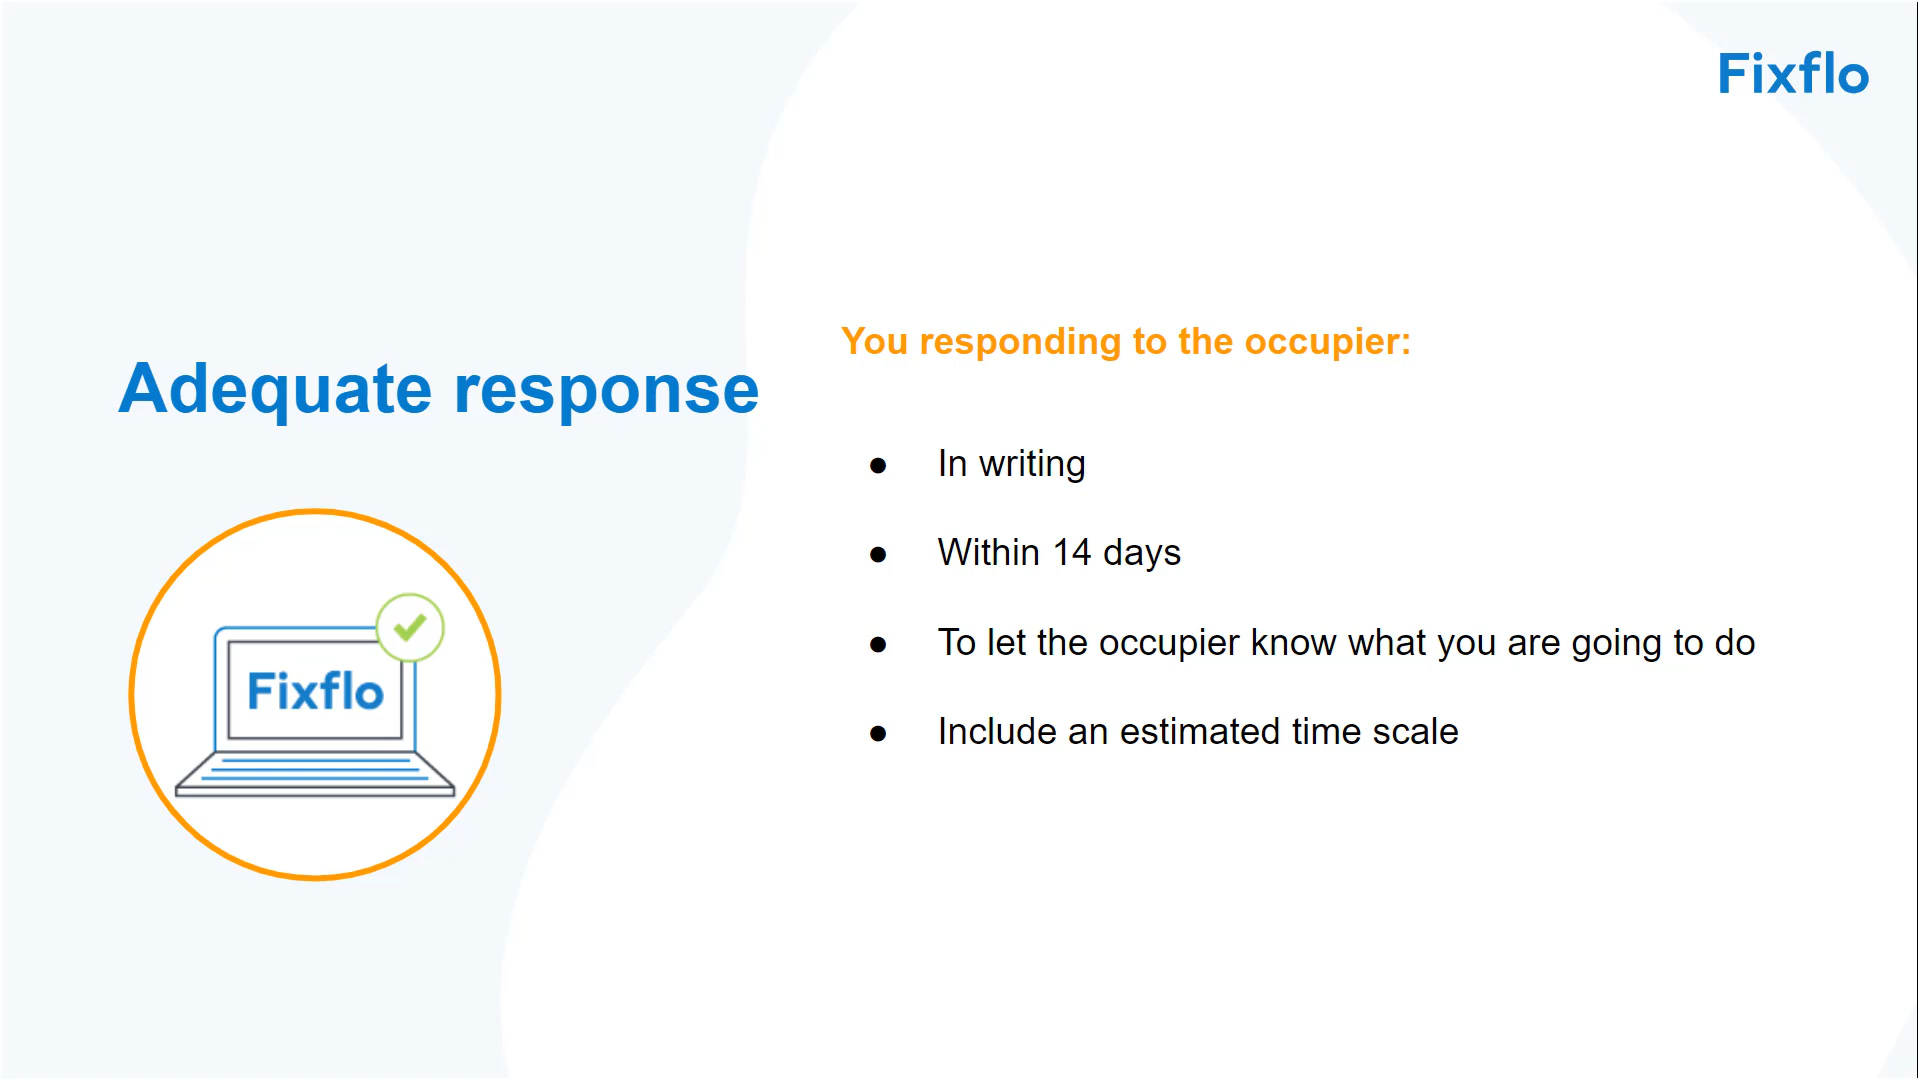 Fixflo
Adequate response
Fixflo
You responding to the occupier:
● In writing
● Within 14 days
● To let the occupier know what you are going to do
● Include an estimated time scale